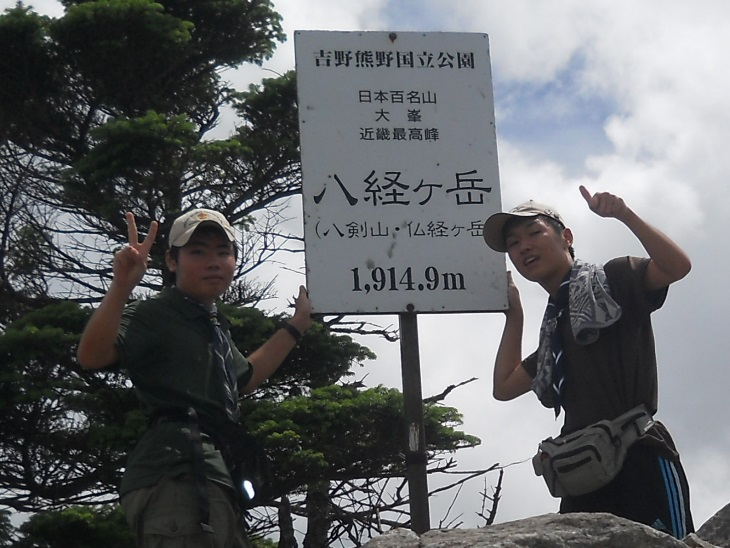 吉野熊野国立公園
日本百名山
大峯
近畿最高峰
八経ヶ岳
(八剣山・仏経ヶ岳
1,914.9m